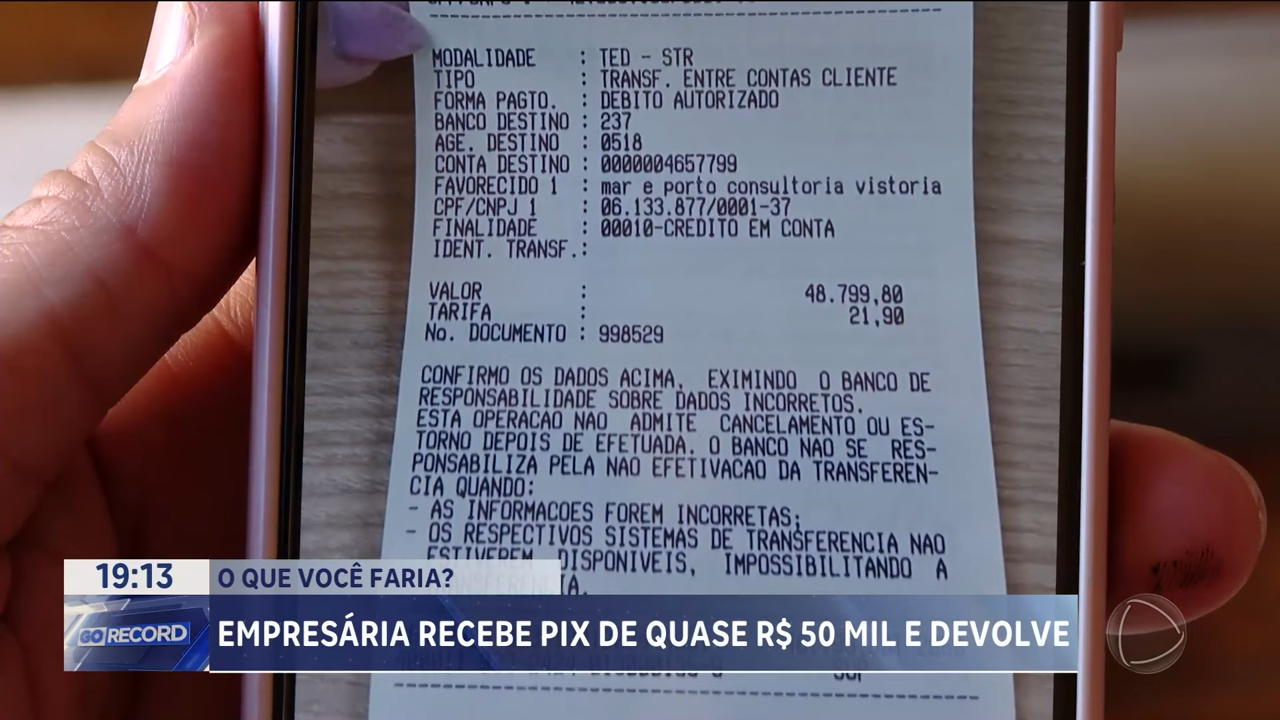 MODALIDADE : TED - STR
TIPO : TRANSF. ENTRE CONTAS CLIENTE
FORMA PAGTO. : DEBITO AUTORIZADO
BANCO DESTINO : 237
AGE. DESTINO : 0518
CONTA DESTINO : 0000004657799
FAVORECIDO 1 : mar e porto consultoria vistoria
CPF/CNPJ 1 : 06.133.877/0001-37
FINALIDADE : 00010-CREDITO EM CONTA
IDENT. TRANSF.:
VALOR : 48.799,80
TARIFA : 21,90
No. DOCUMENTO : 998529
CONFIRMO OS DADOS ACIMA, EXIMINDO O BANCO DE
RESPONSABILIDADE SOBRE DADOS INCORRETOS.
ESTA OPERACAO NAO ADMITE CANCELAMENTO OU ES-
TORNO DEPOIS DE EFETUADA. O BANCO NAO SE RES-
PONSABILIZA PELA NAO EFETIVACAO DA TRANSFEREN-
CIA QUANDO:
- AS INFORMACOES FOREM INCORRETAS;
- OS RESPECTIVOS SISTEMAS DE TRANSFERENCIA NAO
ESTIVEREM DISPONIVEIS, IMPOSSIBILITANDO A
19:13 O QUE VOCÊ FARIA?
GO RECORD EMPRESÁRIA RECEBE PIX DE QUASE R$ 50 MIL E DEVOLVE